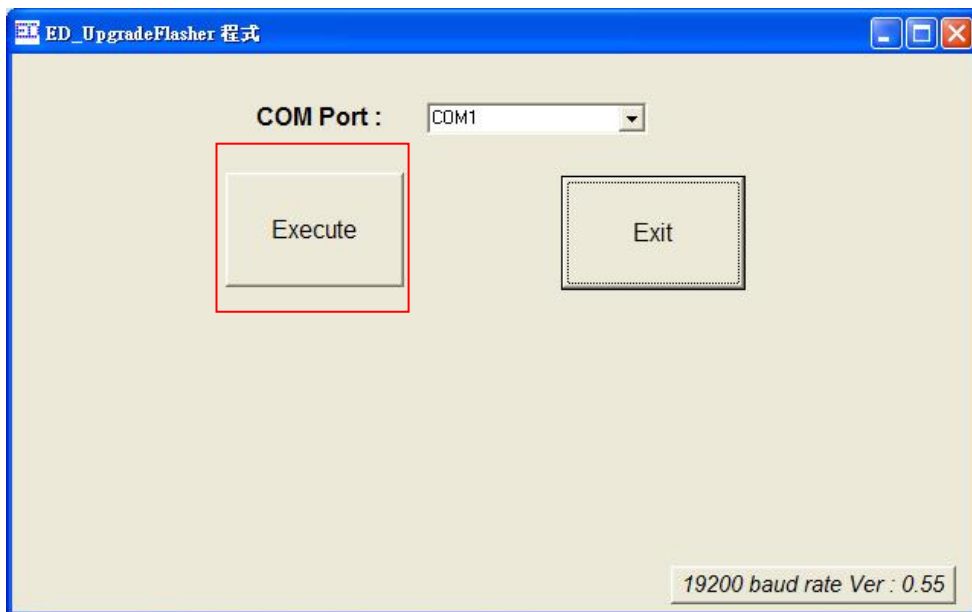 ED_UpgradeFlasher 程式
COM Port :
COM1
Execute
Exit
19200 baud rate Ver : 0.55